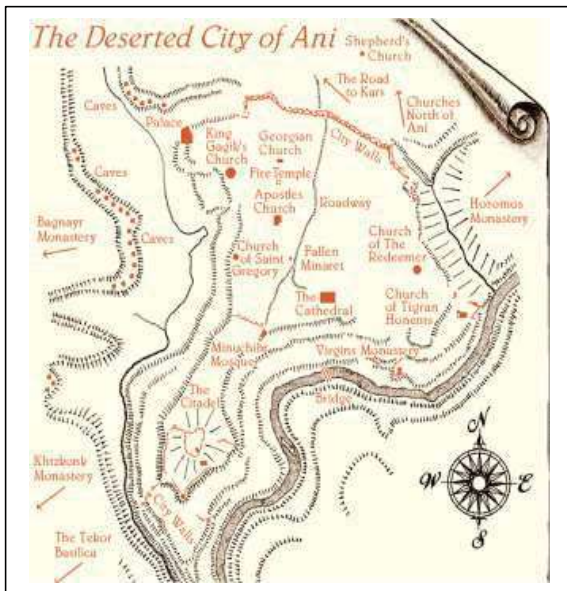 The Deserted City of Ani
Shepherd's
Church
The Road
to Kars
Churches
North of
Ani
Caves
Palace
King
Gagik's
Church
Georgian
Church
City Walls
Fire Temple
Horomos
Monastery
Caves
Apostles
Church
Roadway
Bagnayr
Monastery
Caves
Church
of Saint
Gregory
Fallen
Minaret
Church
of The
Redeemer
The
Cathedral
Church
of Tigran
Honents
Minuchihr
Mosque
Virgins Monastery
The
Citadel
Bridge
N
W
E
S
Khtzkonk
Monastery
City Walls
The Tekor
Basilica